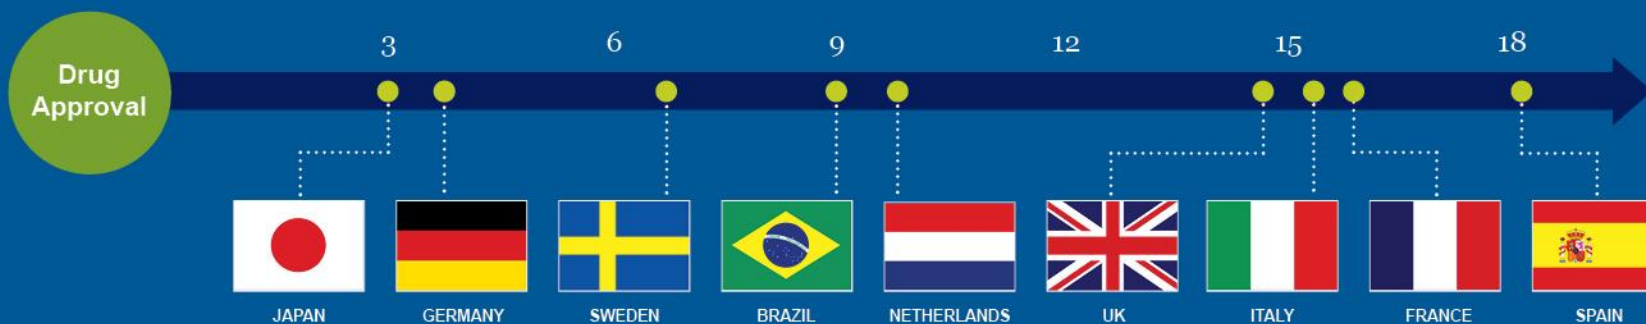 3 6 9 12 15 18
Drug
Approval
JAPAN GERMANY SWEDEN BRAZIL NETHERLANDS UK ITALY FRANCE SPAIN